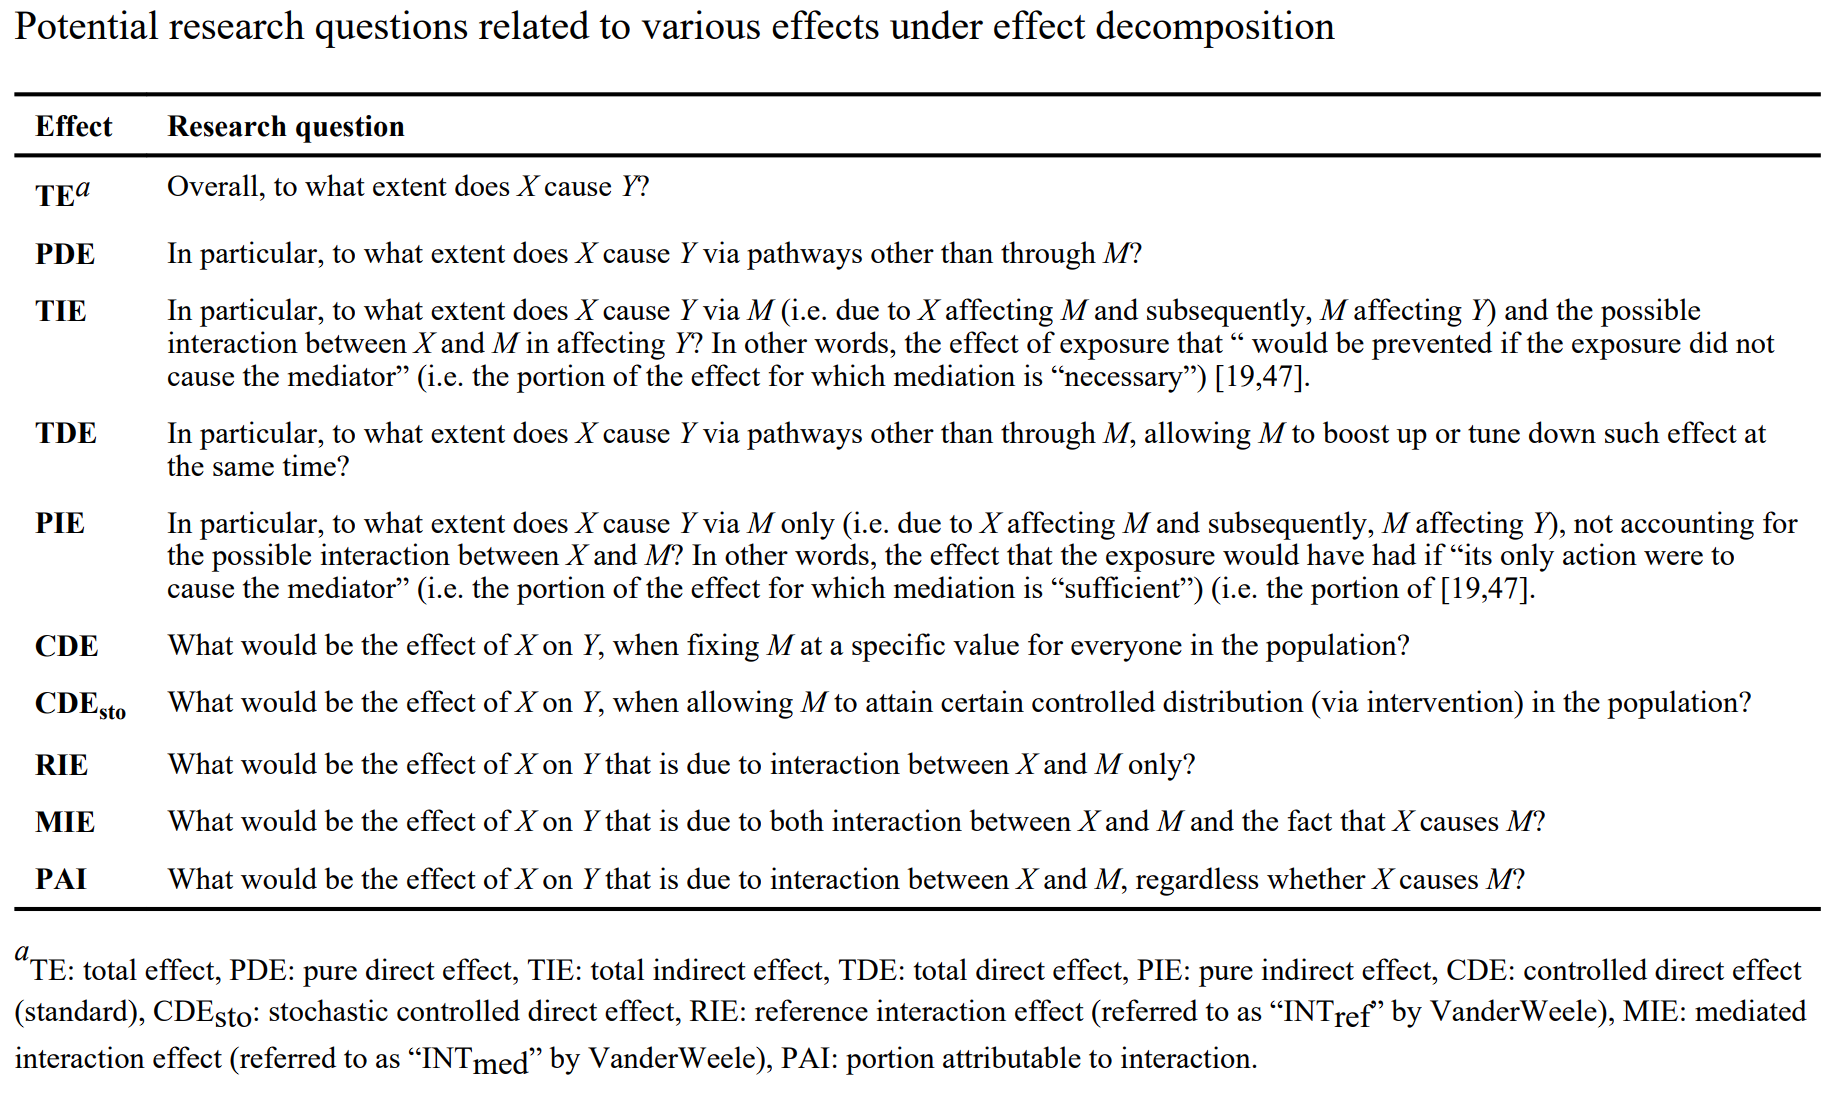 Potential research questions related to various effects under effect decomposition
Effect Research question
TEa Overall, to what extent does X cause Y?
PDE In particular, to what extent does X cause Y via pathways other than through M?
TIE In particular, to what extent does X cause Y via M (i.e. due to X affecting M and subsequently, M affecting Y) and the possible
interaction between X and M in affecting Y? In other words, the effect of exposure that “ would be prevented if the exposure did not
cause the mediator” (i.e. the portion of the effect for which mediation is “necessary”) [19,47].
TDE In particular, to what extent does X cause Y via pathways other than through M, allowing M to boost up or tune down such effect at
the same time?
PIE In particular, to what extent does X cause Y via M only (i.e. due to X affecting M and subsequently, M affecting Y), not accounting for
the possible interaction between X and M? In other words, the effect that the exposure would have had if “its only action were to
cause the mediator” (i.e. the portion of the effect for which mediation is “sufficient”) (i.e. the portion of [19,47].
CDE What would be the effect of X on Y, when fixing M at a specific value for everyone in the population?
CDEsto What would be the effect of X on Y, when allowing M to attain certain controlled distribution (via intervention) in the population?
RIE What would be the effect of X on Y that is due to interaction between X and M only?
MIE What would be the effect of X on Y that is due to both interaction between X and M and the fact that X causes M?
PAI What would be the effect of X on Y that is due to interaction between X and M, regardless whether X causes M?
aTE: total effect, PDE: pure direct effect, TIE: total indirect effect, TDE: total direct effect, PIE: pure indirect effect, CDE: controlled direct effect
(standard), CDEsto: stochastic controlled direct effect, RIE: reference interaction effect (referred to as “INTref” by VanderWeele), MIE: mediated
interaction effect (referred to as “INTmed” by VanderWeele), PAI: portion attributable to interaction.